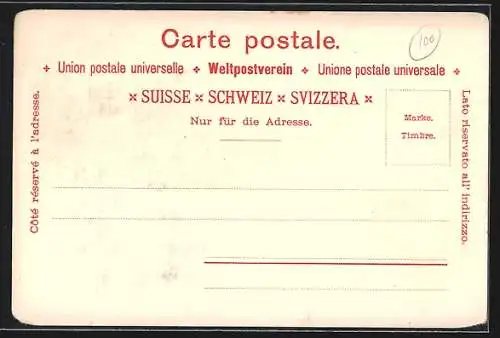 Carte postale.
100
✢ Union postale universelle ✢ Weltpostverein ✢ Unione postale universale ✢
× SUISSE × SCHWEIZ × SVIZZERA ×
Nur für die Adresse.
Marke.
Timbre.
Côté réservé à l'adresse.
Lato riservato all' indirizzo.